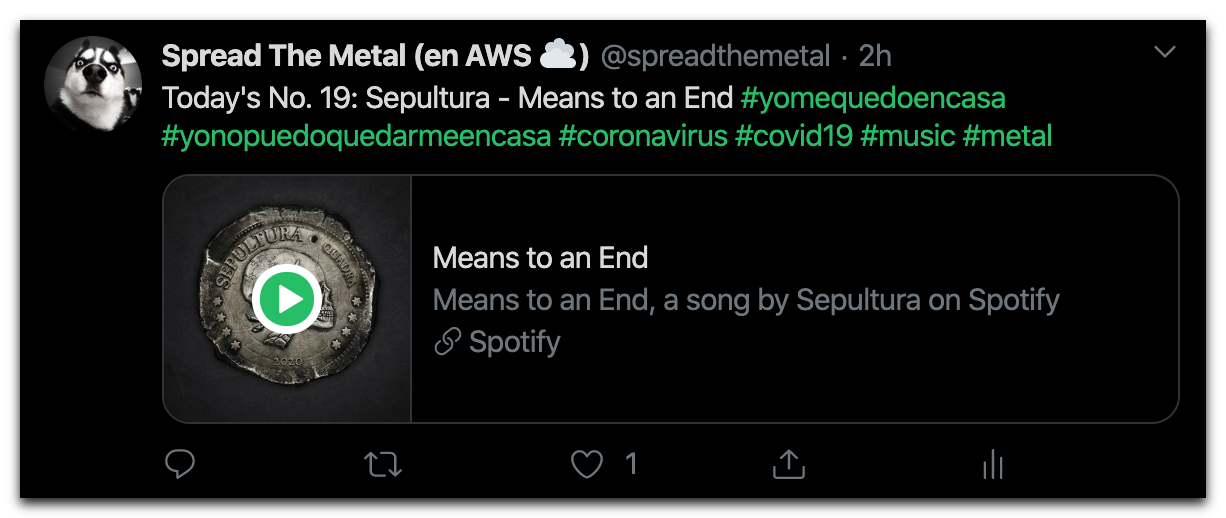 Spread The Metal (en AWS ☁️) @spreadthemetal · 2h
Today's No. 19: Sepultura - Means to an End #yomequedoencasa
#yonopuedoquedarmeencasa #coronavirus #covid19 #music #metal
SEPULTURA QUADRA
2020
Means to an End
Means to an End, a song by Sepultura on Spotify
Spotify
1